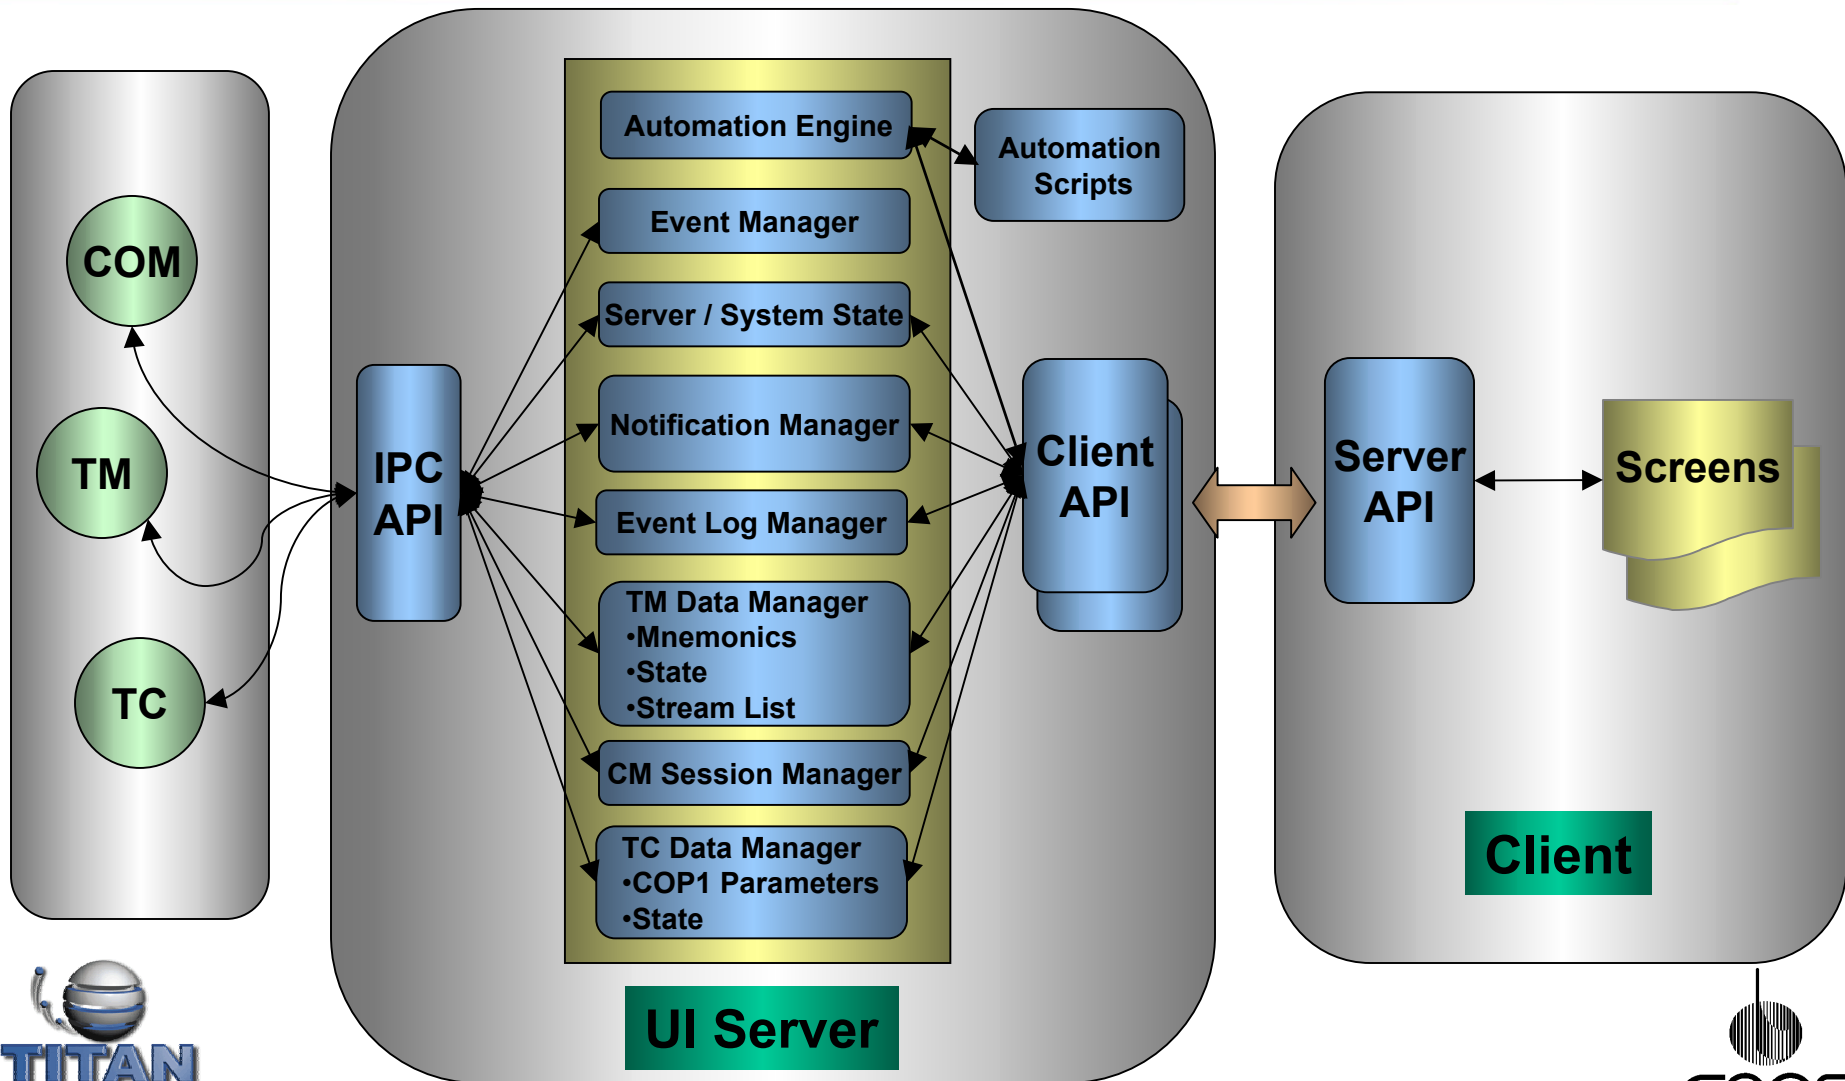 COM
TM
TC
IPC
API
Automation Engine
Event Manager
Server / System State
Notification Manager
Event Log Manager
TM Data Manager
•Mnemonics
•State
•Stream List
CM Session Manager
TC Data Manager
•COP1 Parameters
•State
Automation
Scripts
Client
API
UI Server
Server
API
Screens
Client
TITAN